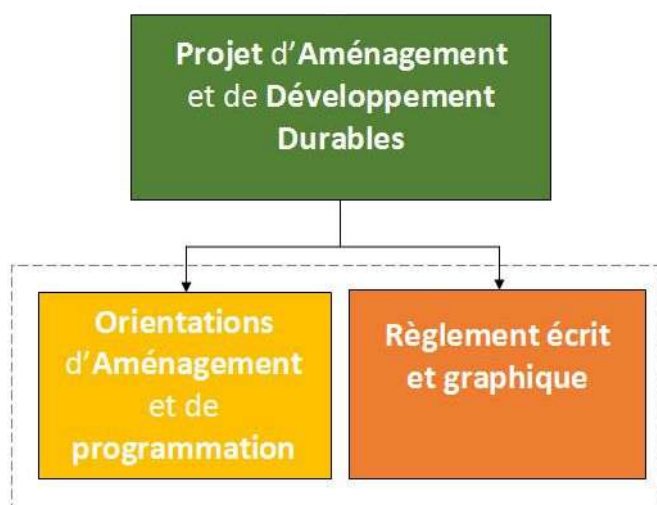 Projet d'Aménagement
et de Développement
Durables
Orientations
d'Aménagement
et de
programmation
Règlement écrit
et graphique